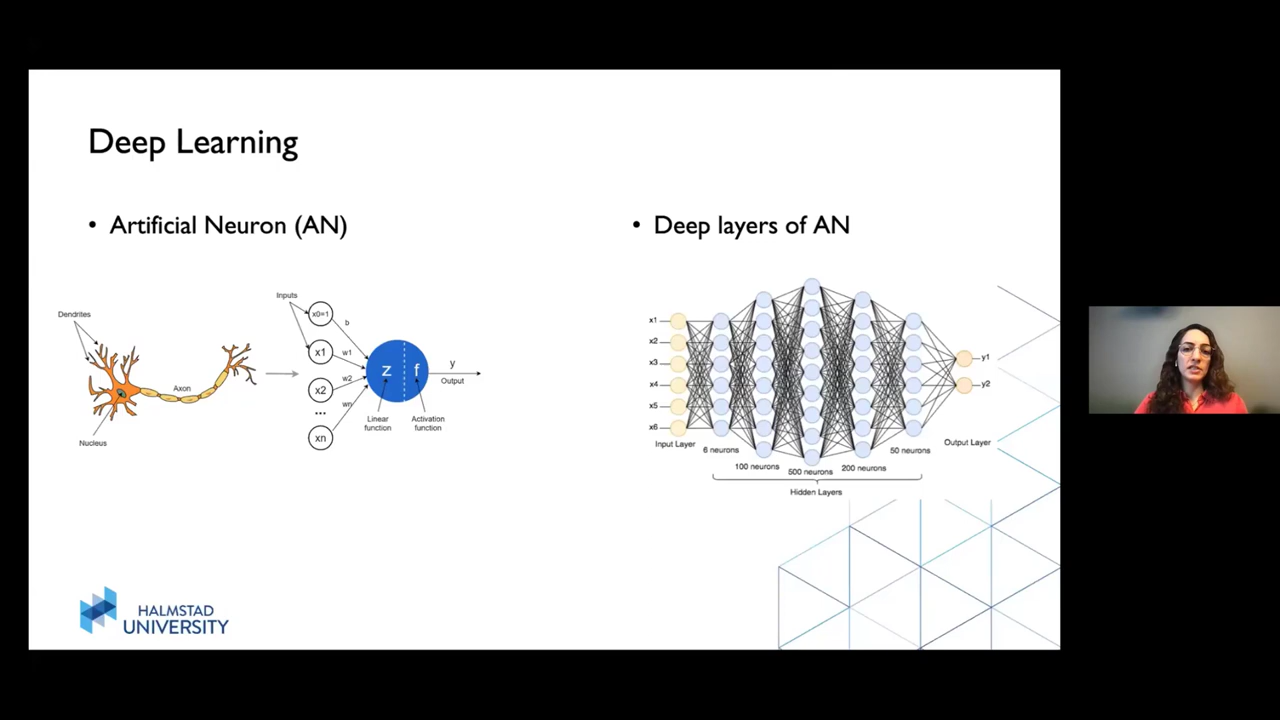 Deep Learning
• Artificial Neuron (AN)
Dendrites
Axon
Nucleus
Inputs
x0=1
b
x1
w1
x2
w2
...
wn
xn
z
f
y
Output
Linear
function
Activation
function
• Deep layers of AN
x1
x2
x3
x4
x5
x6
y1
y2
Input Layer
6 neurons
100 neurons
500 neurons
200 neurons
50 neurons
Output Layer
Hidden Layers
HALMSTAD
UNIVERSITY